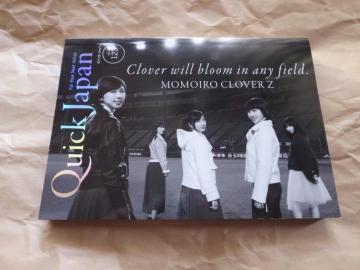 Quick Japan
Clover will bloom in any field.
MOMOIRO CLOVER Z